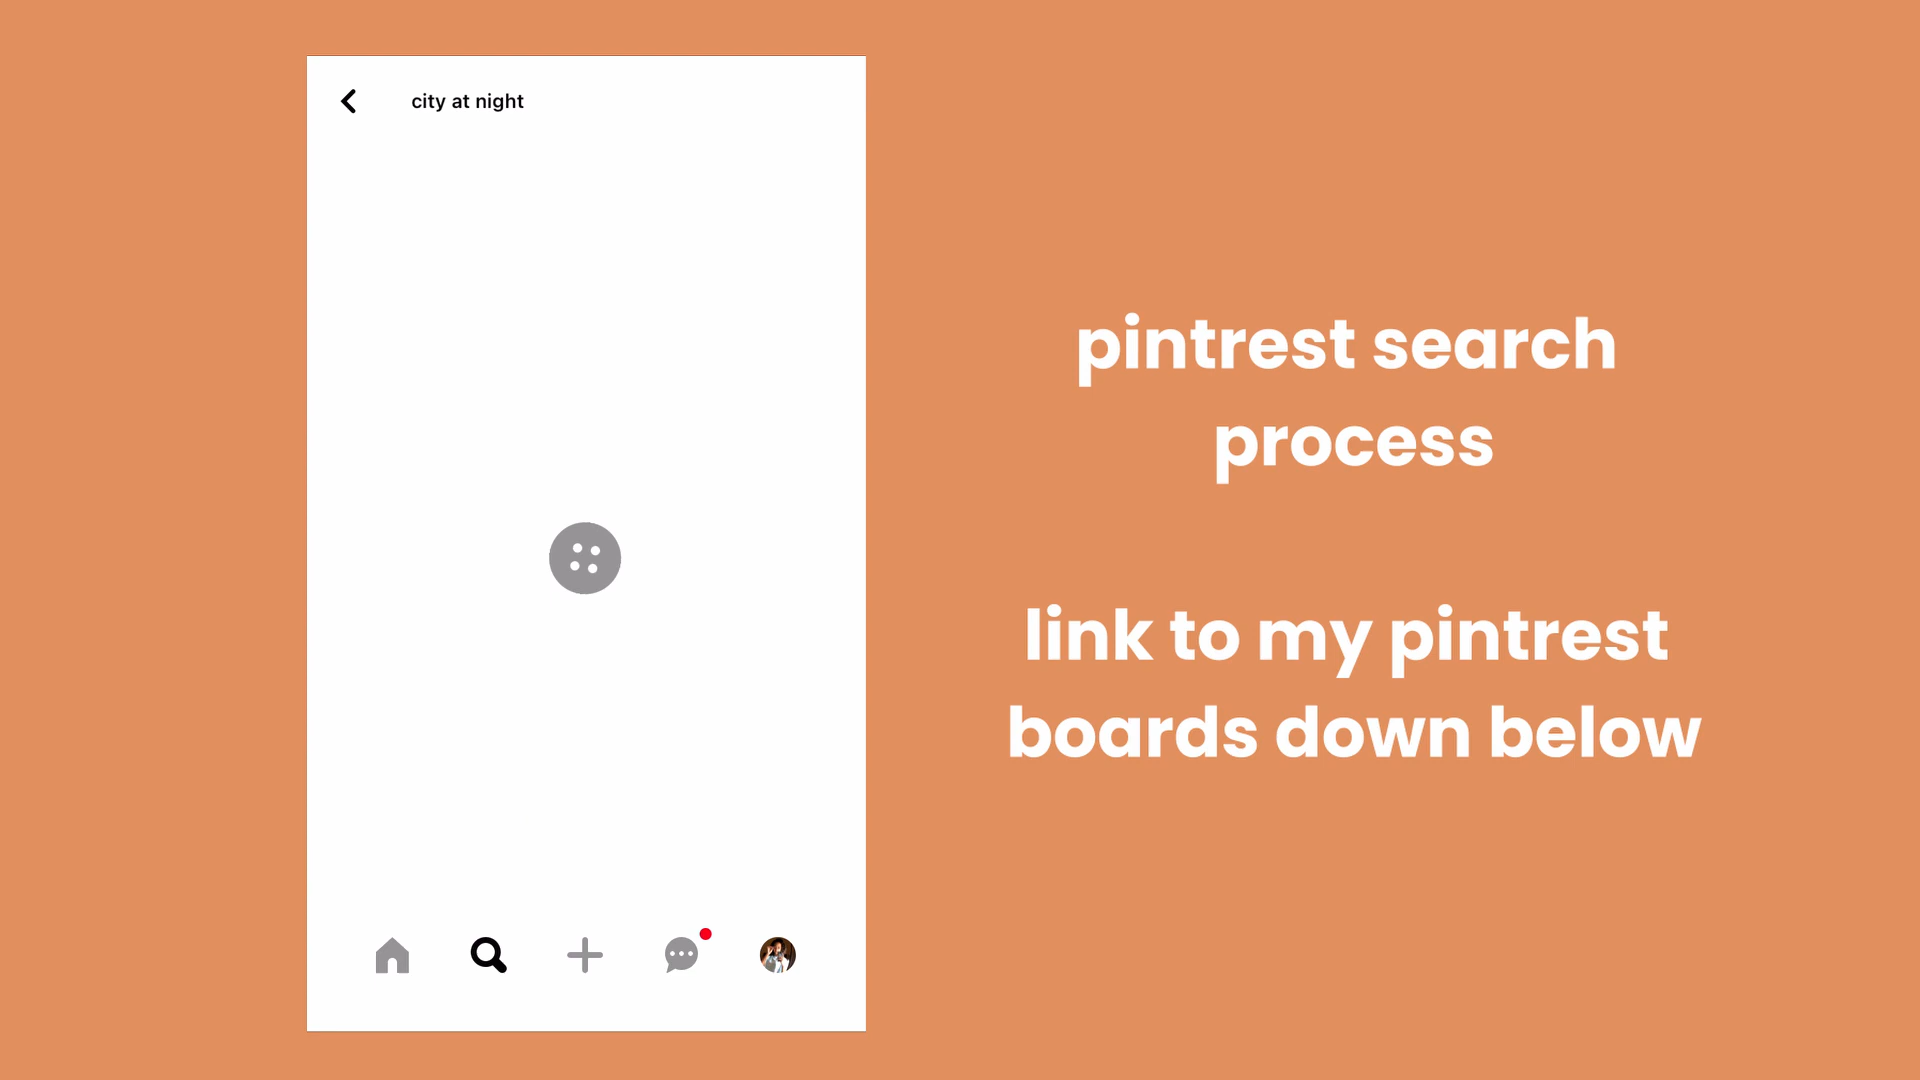 city at night
pintrest search
process
link to my pintrest
boards down below